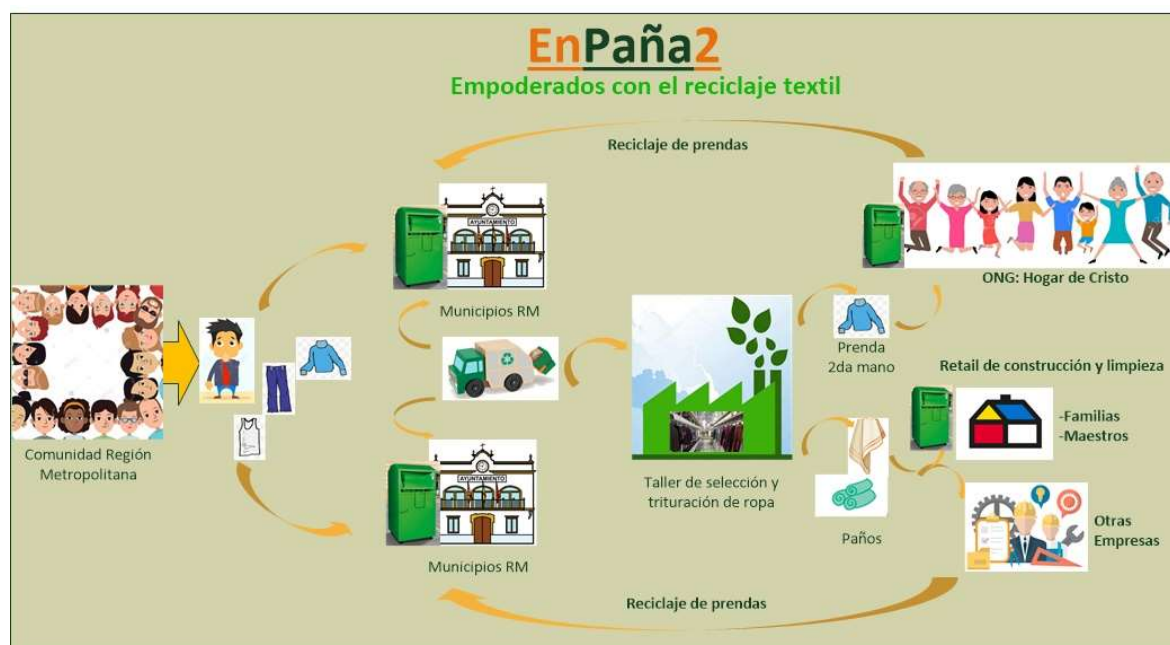 EnPaña2
Empoderados con el reciclaje textil
Reciclaje de prendas
AYUNTAMIENTO
Municipios RM
ONG: Hogar de Cristo
Comunidad Región
Metropolitana
Prenda
2da mano
Retail de construcción y limpieza
-Familias
-Maestros
Taller de selección y
trituración de ropa
Paños
Otras
Empresas
AYUNTAMIENTO
Municipios RM
Reciclaje de prendas